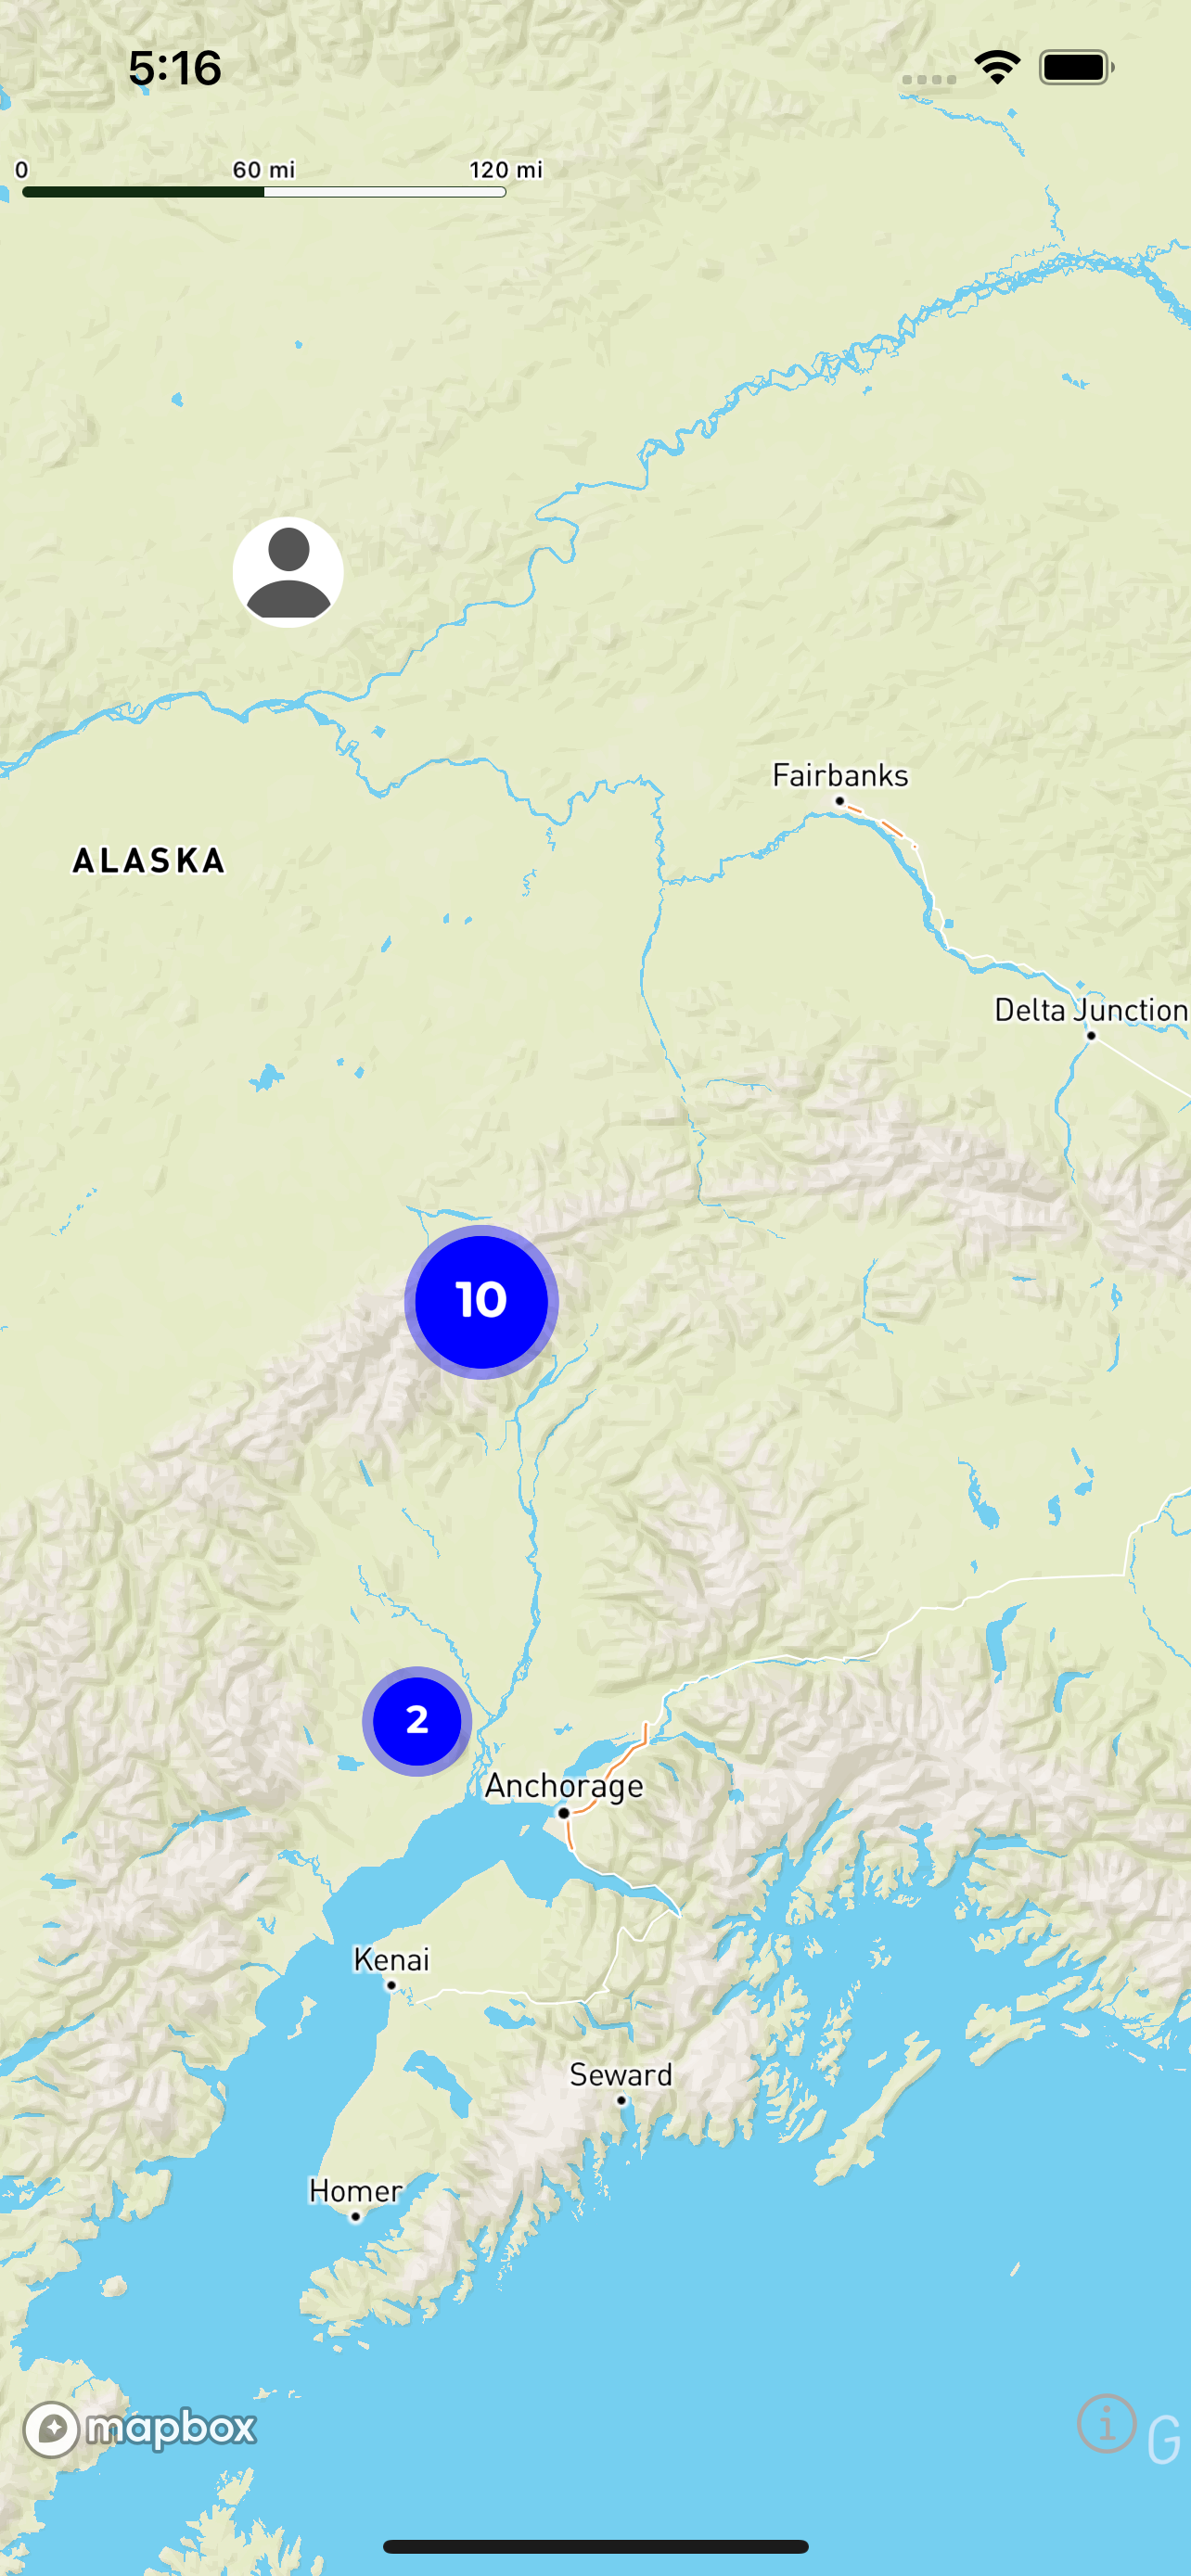 5:16
0 60 mi 120 mi
Fairbanks
ALASKA
Delta Junction
10
2
Anchorage
Kenai
Seward
Homer
mapbox
G